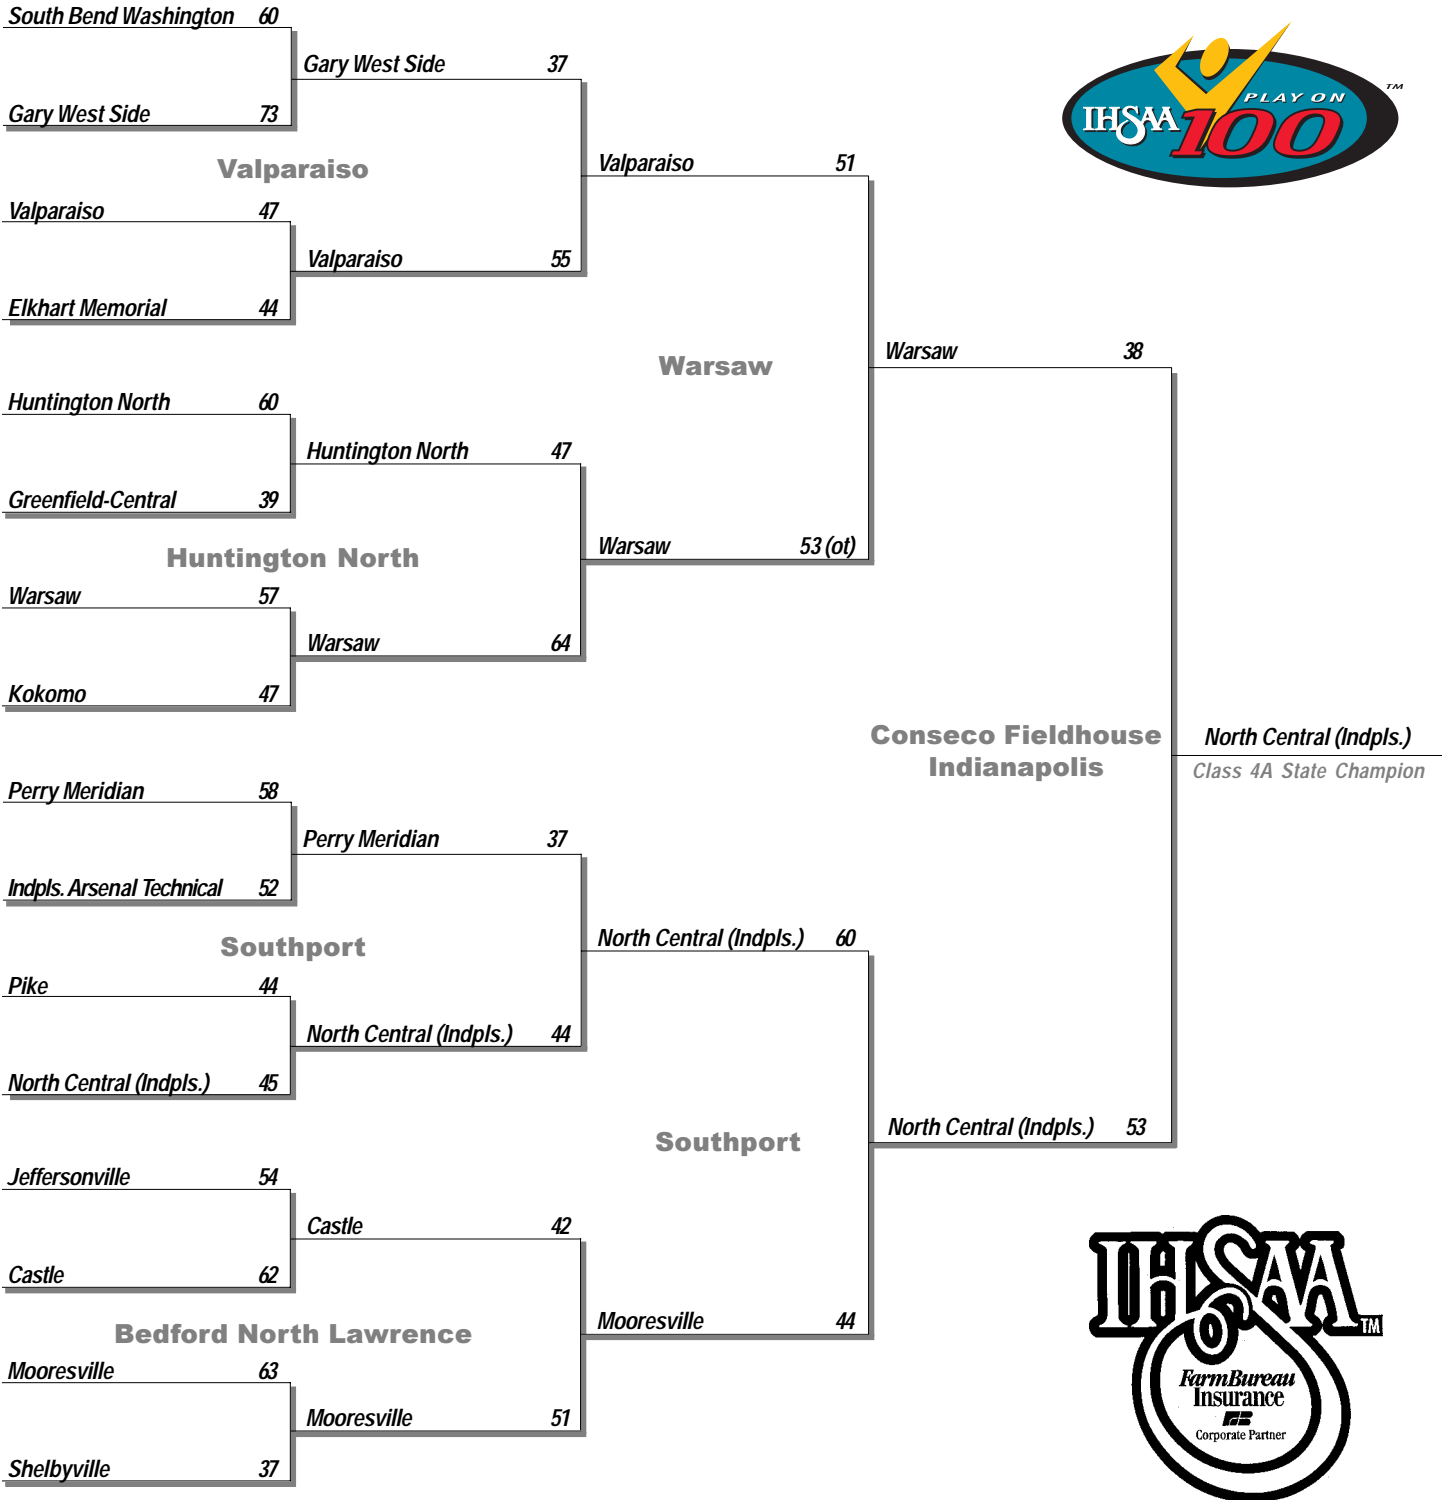 South Bend Washington 60
Gary West Side 37
Gary West Side 73
Valparaiso
Valparaiso 51
Valparaiso 47
Valparaiso 55
Elkhart Memorial 44
IHSAA PLAY ON 100 TM
Warsaw
Warsaw 38
Huntington North 60
Huntington North 47
Greenfield-Central 39
Huntington North
Warsaw 53 (ot)
Warsaw 57
Warsaw 64
Kokomo 47
Conseco Fieldhouse
Indianapolis
North Central (Indpls.)
Class 4A State Champion
Perry Meridian 58
Perry Meridian 37
Indpls. Arsenal Technical 52
Southport
North Central (Indpls.) 60
Pike 44
North Central (Indpls.) 44
North Central (Indpls.) 45
Southport
North Central (Indpls.) 53
Jeffersonville 54
Castle 42
Castle 62
Bedford North Lawrence
Mooresville 44
Mooresville 63
Mooresville 51
Shelbyville 37
IHSAA TM
Farm Bureau
Insurance
Corporate Partner